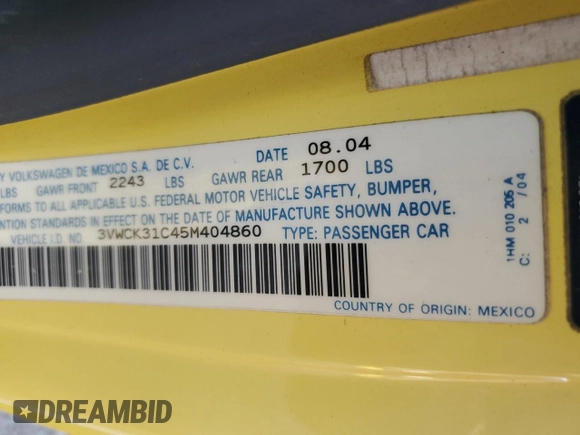 Y VOLKSWAGEN DE MEXICO S.A. DE C.V. DATE 08.04
LBS GAWR FRONT 2243 LBS GAWR REAR 1700 LBS
FORMS TO ALL APPLICABLE U.S. FEDERAL MOTOR VEHICLE SAFETY, BUMPER,
ENTION STANDARDS IN EFFECT ON THE DATE OF MANUFACTURE SHOWN ABOVE.
VEHICLE I.D. NO. 3VWCK31C45M404860 TYPE: PASSENGER CAR
COUNTRY OF ORIGIN: MEXICO
1HM 010 205 A
C: 2 / 04
DREAMBID